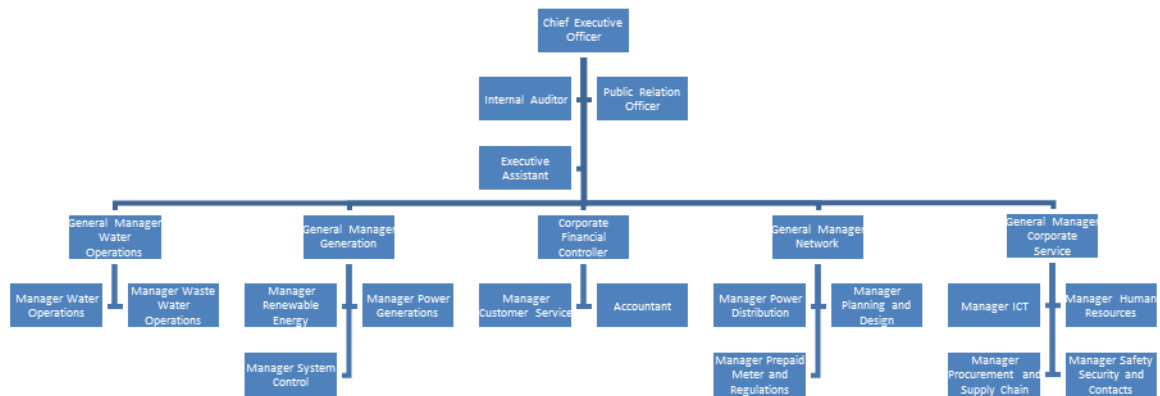 Chief Executive
Officer
Internal Auditor
Public Relation
Officer
Executive
Assistant
General Manager
Water
Operations
General Manager
Generation
Corporate
Financial
Controller
General Manager
Network
General Manager
Corporate
Service
Manager Water
Operations
Manager Waste
Water
Operations
Manager
Renewable
Energy
Manager Power
Generations
Manager
Customer Service
Accountant
Manager Power
Distribution
Manager
Planning and
Design
Manager ICT
Manager Human
Resources
Manager System
Control
Manager Prepaid
Meter and
Regulations
Manager
Procurement and
Supply Chain
Manager Safety
Security and
Contacts